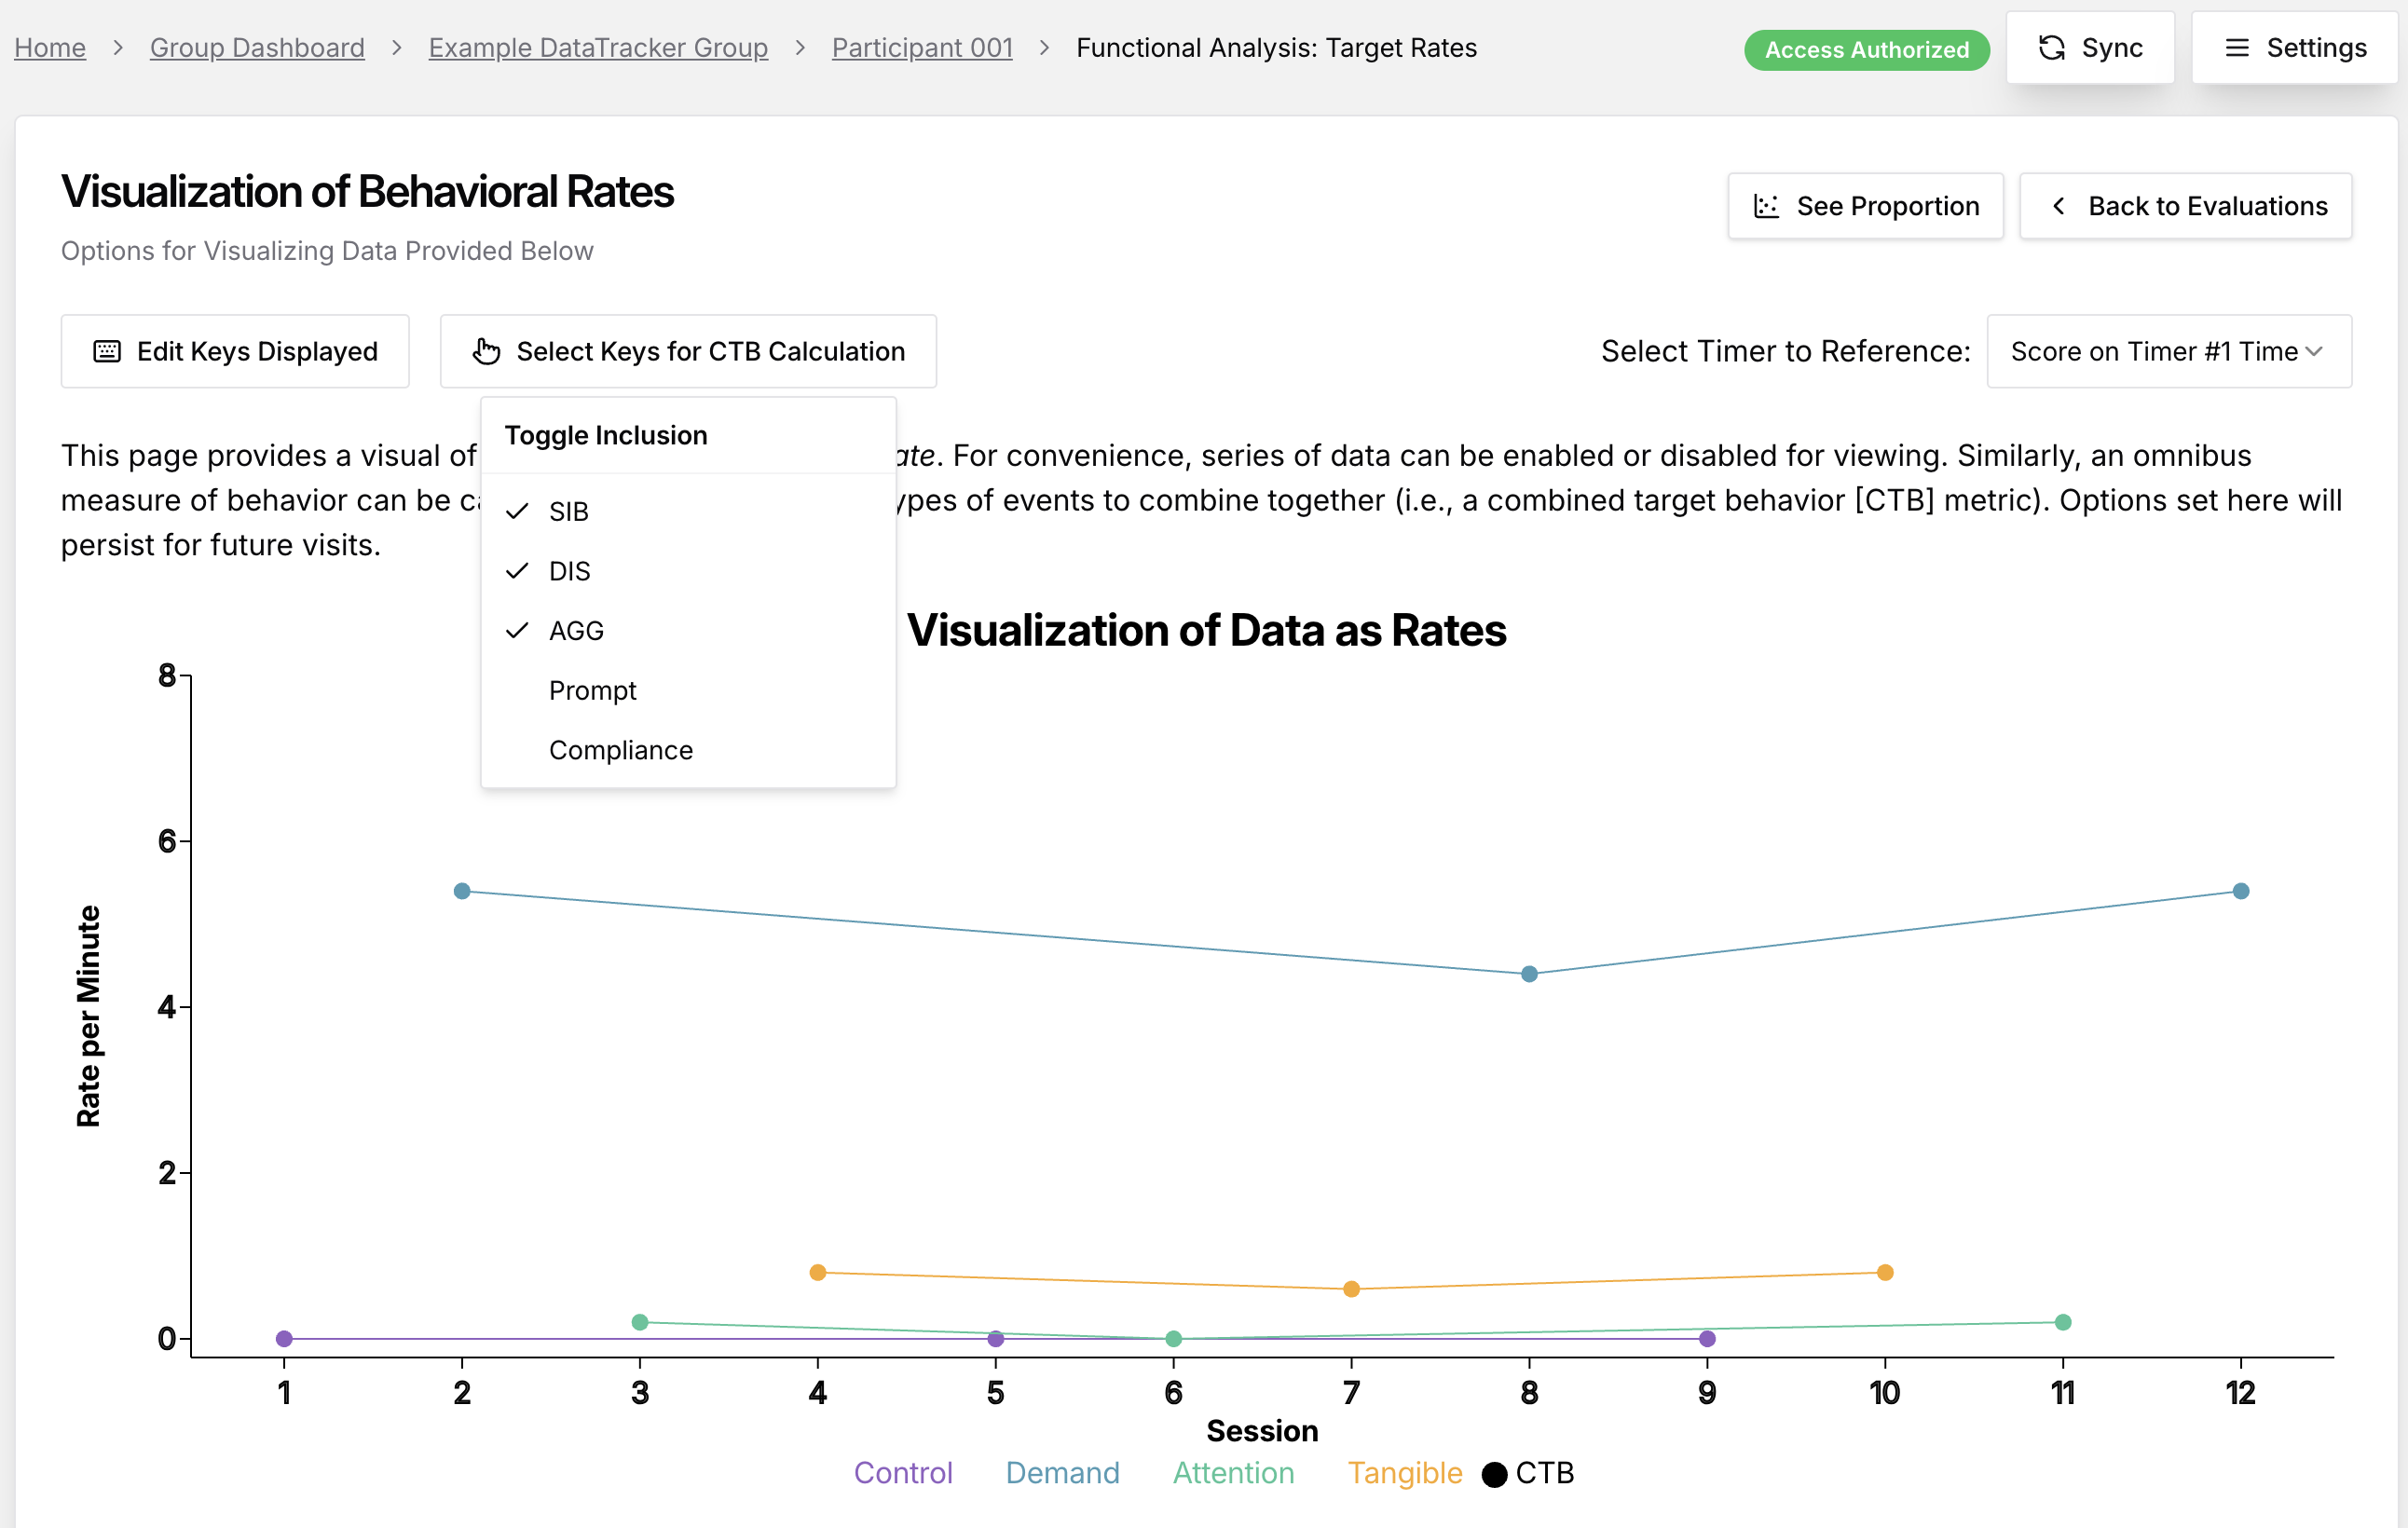 Home > Group Dashboard > Example DataTracker Group > Participant 001 > Functional Analysis: Target Rates
Access Authorized
Sync
Settings
Visualization of Behavioral Rates
Options for Visualizing Data Provided Below
See Proportion
Back to Evaluations
Edit Keys Displayed
Select Keys for CTB Calculation
Select Timer to Reference:
Score on Timer #1 Time
Toggle Inclusion
SIB
DIS
AGG
Prompt
Compliance
This page provides a visual of . For convenience, series of data can be enabled or disabled for viewing. Similarly, an omnibus
measure of behavior can be of events to combine together (i.e., a combined target behavior [CTB] metric). Options set here will
persist for future visits.
Visualization of Data as Rates
8
6
4
2
0
Rate per Minute
1 2 3 4 5 6 7 8 9 10 11 12
Session
Control Demand Attention Tangible CTB